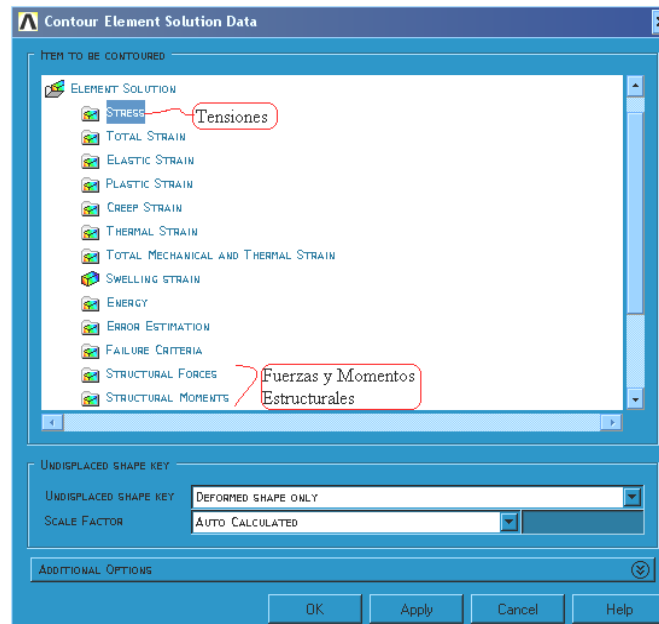 Contour Element Solution Data
Item to be contoured
Element Solution
Stress
Tensiones
Total Strain
Elastic Strain
Plastic Strain
Creep Strain
Thermal Strain
Total Mechanical and Thermal Strain
Swelling strain
Energy
Error Estimation
Failure Criteria
Structural Forces
Structural Moments
Fuerzas y Momentos
Estructurales
Undisplaced shape key
Undisplaced shape key
Deformed shape only
Scale Factor
Auto Calculated
Additional Options
OK
Apply
Cancel
Help